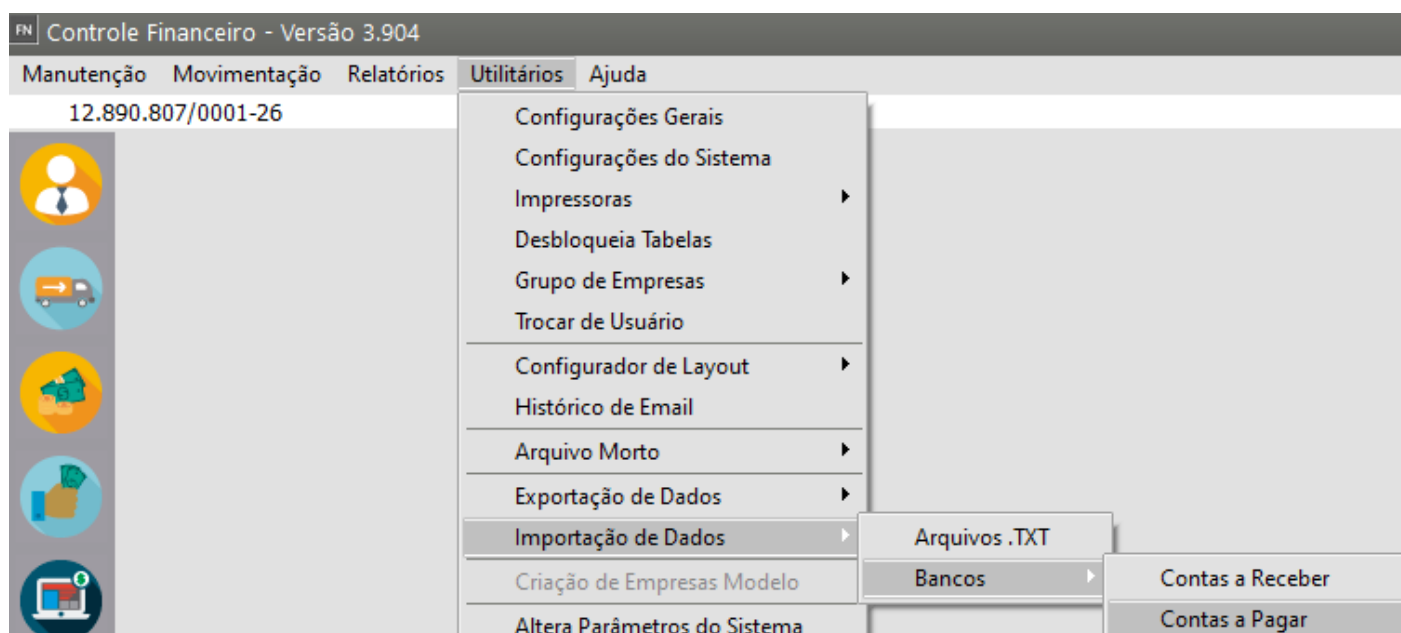 FN Controle Financeiro - Versão 3.904
Manutenção Movimentação Relatórios Utilitários Ajuda
12.890.807/0001-26
Configurações Gerais
Configurações do Sistema
Impressoras
Desbloqueia Tabelas
Grupo de Empresas
Trocar de Usuário
Configurador de Layout
Histórico de Email
Arquivo Morto
Exportação de Dados
Importação de Dados
Arquivos .TXT
Criação de Empresas Modelo
Bancos
Contas a Receber
Altera Parâmetros do Sistema
Contas a Pagar